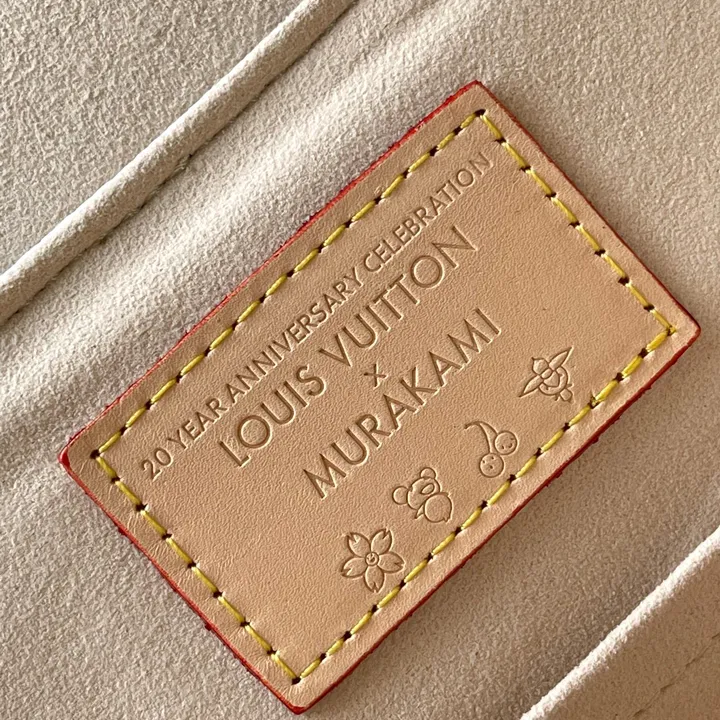 20 YEAR ANNIVERSARY CELEBRATION
LOUIS VUITTON
x
MURAKAMI